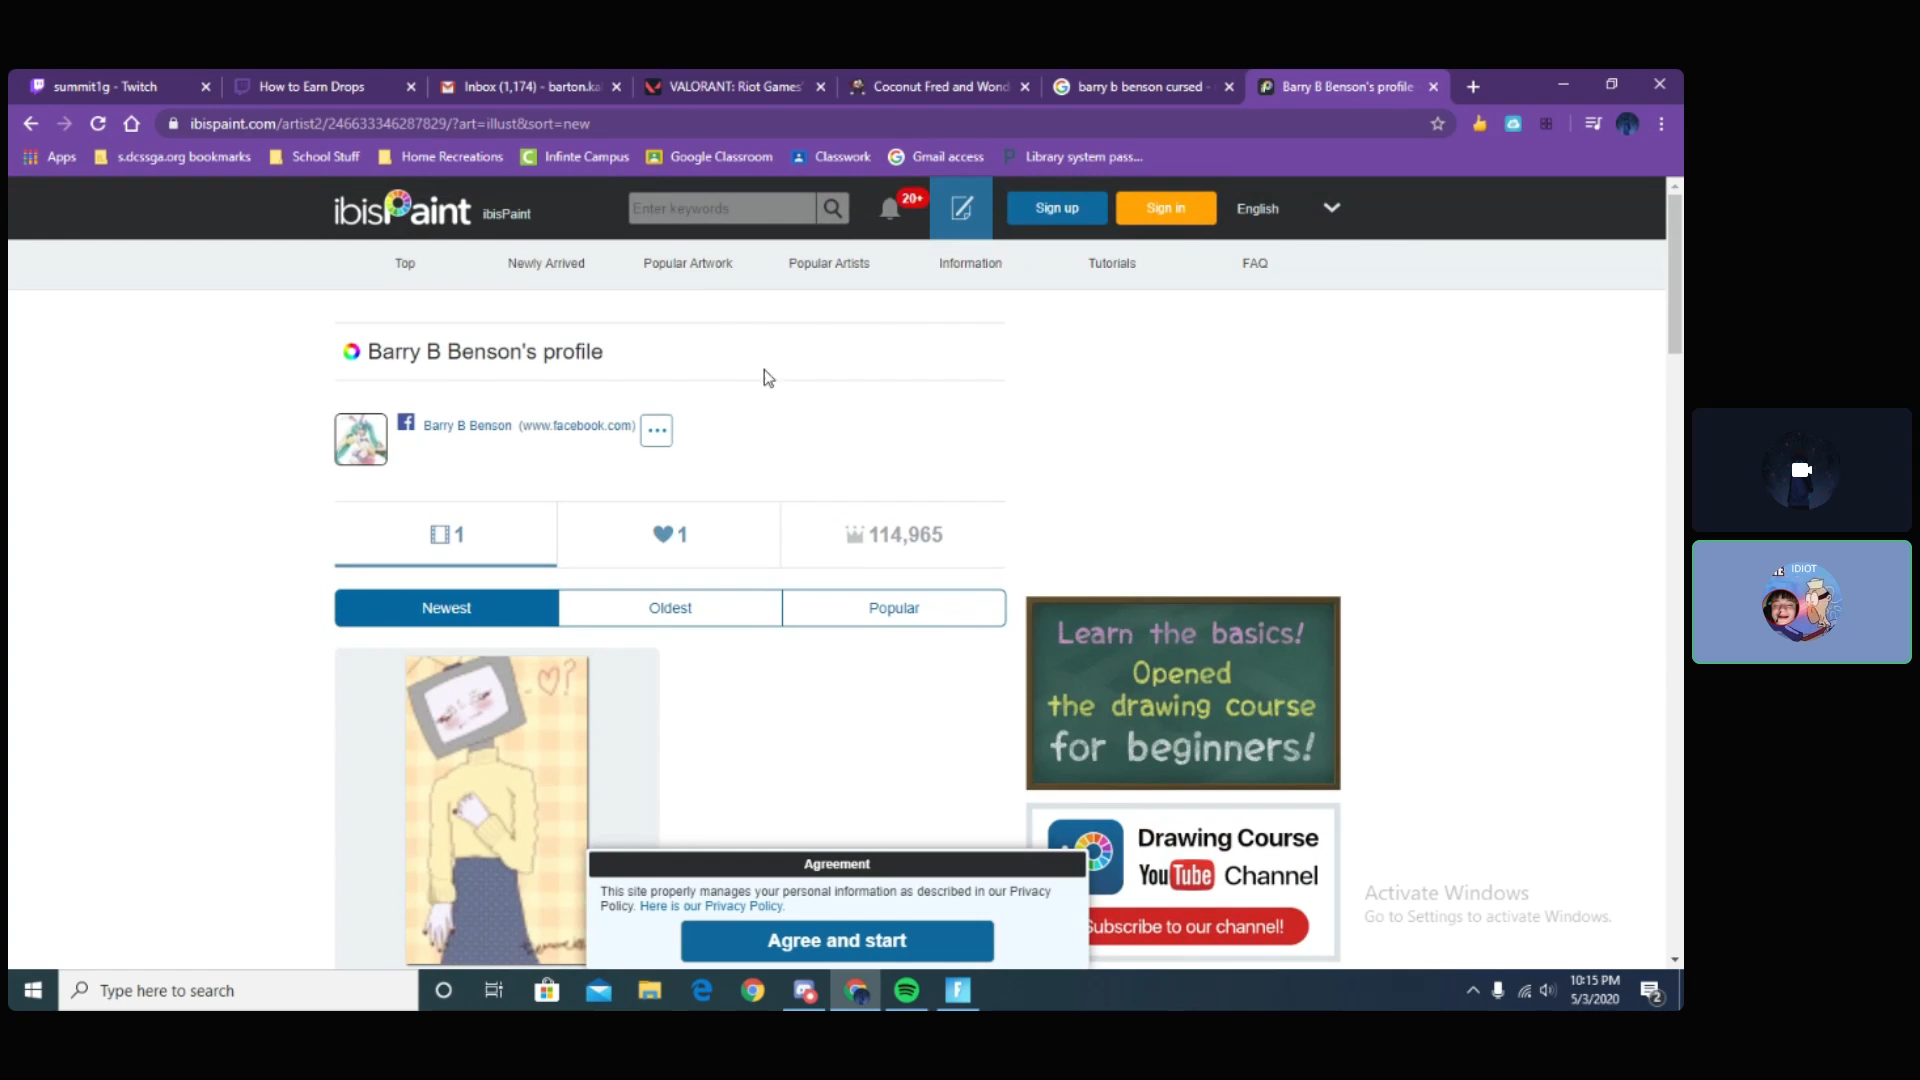 summit1g - Twitch
How to Earn Drops
Inbox (1,174) - barton.ka
VALORANT: Riot Games'
Coconut Fred and Wond
barry b benson cursed -
Barry B Benson's profile
ibispaint.com/artist2/246633346287829/?art=illust&sort=new
Apps
s.dcssga.org bookmarks
School Stuff
Home Recreations
Infinte Campus
Google Classroom
Classwork
Gmail access
Library system pass...
ibisPaint
ibisPaint
Enter keywords
20+
Sign up
Sign in
English
Top
Newly Arrived
Popular Artwork
Popular Artists
Information
Tutorials
FAQ
Barry B Benson's profile
Barry B Benson (www.facebook.com)
1
1
114,965
Newest
Oldest
Popular
Learn the basics!
Opened
the drawing course
for beginners!
Drawing Course
YouTube Channel
Subscribe to our channel!
Agreement
This site properly manages your personal information as described in our Privacy
Policy. Here is our Privacy Policy.
Agree and start
Activate Windows
Go to Settings to activate Windows.
IDIOT
Type here to search
10:15 PM
5/3/2020
2